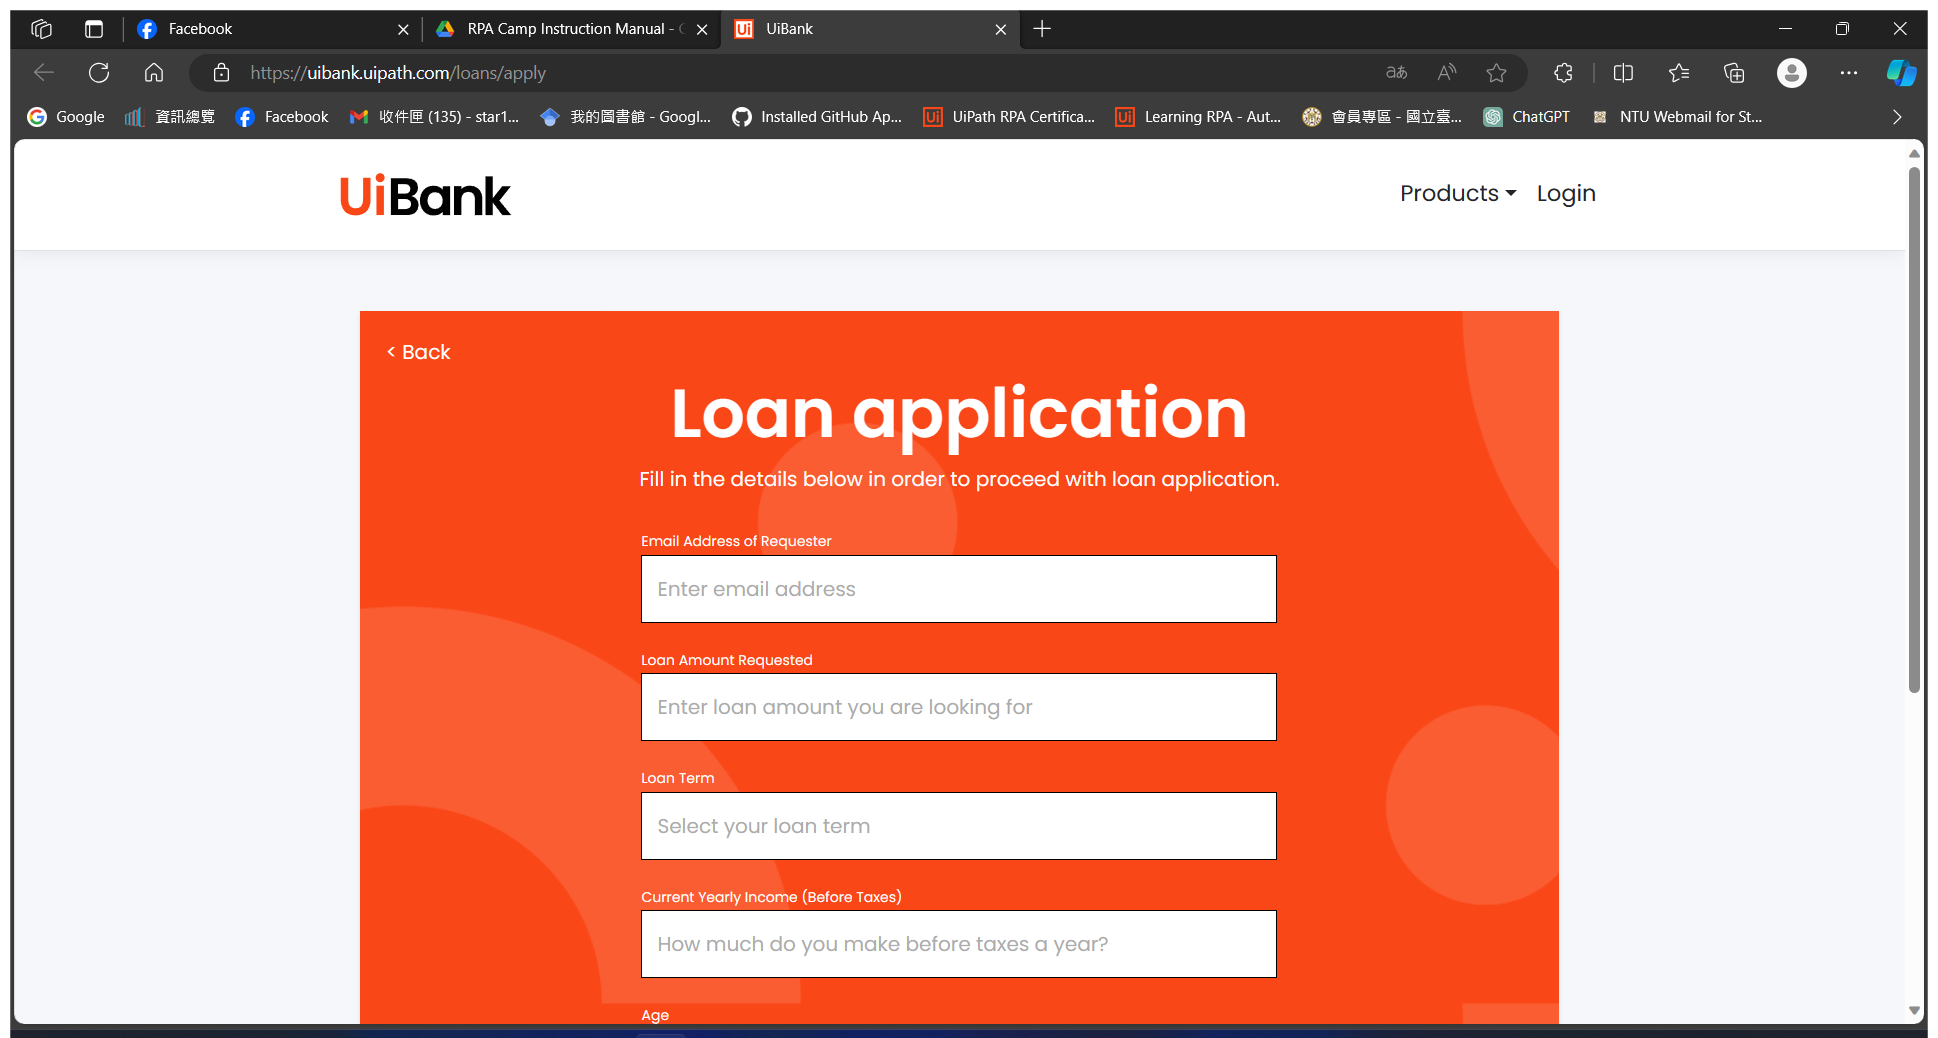 Facebook
RPA Camp Instruction Manual -
UiBank
https://uibank.uipath.com/loans/apply
Google 資訊總覽 Facebook 收件匣 (135) - star1... 我的圖書館 - Googl... Installed GitHub Ap... UiPath RPA Certifica... Learning RPA - Aut... 會員專區 - 國立臺... ChatGPT NTU Webmail for St...
UiBank
Products Login
< Back
Loan application
Fill in the details below in order to proceed with loan application.
Email Address of Requester
Enter email address
Loan Amount Requested
Enter loan amount you are looking for
Loan Term
Select your loan term
Current Yearly Income (Before Taxes)
How much do you make before taxes a year?
Age